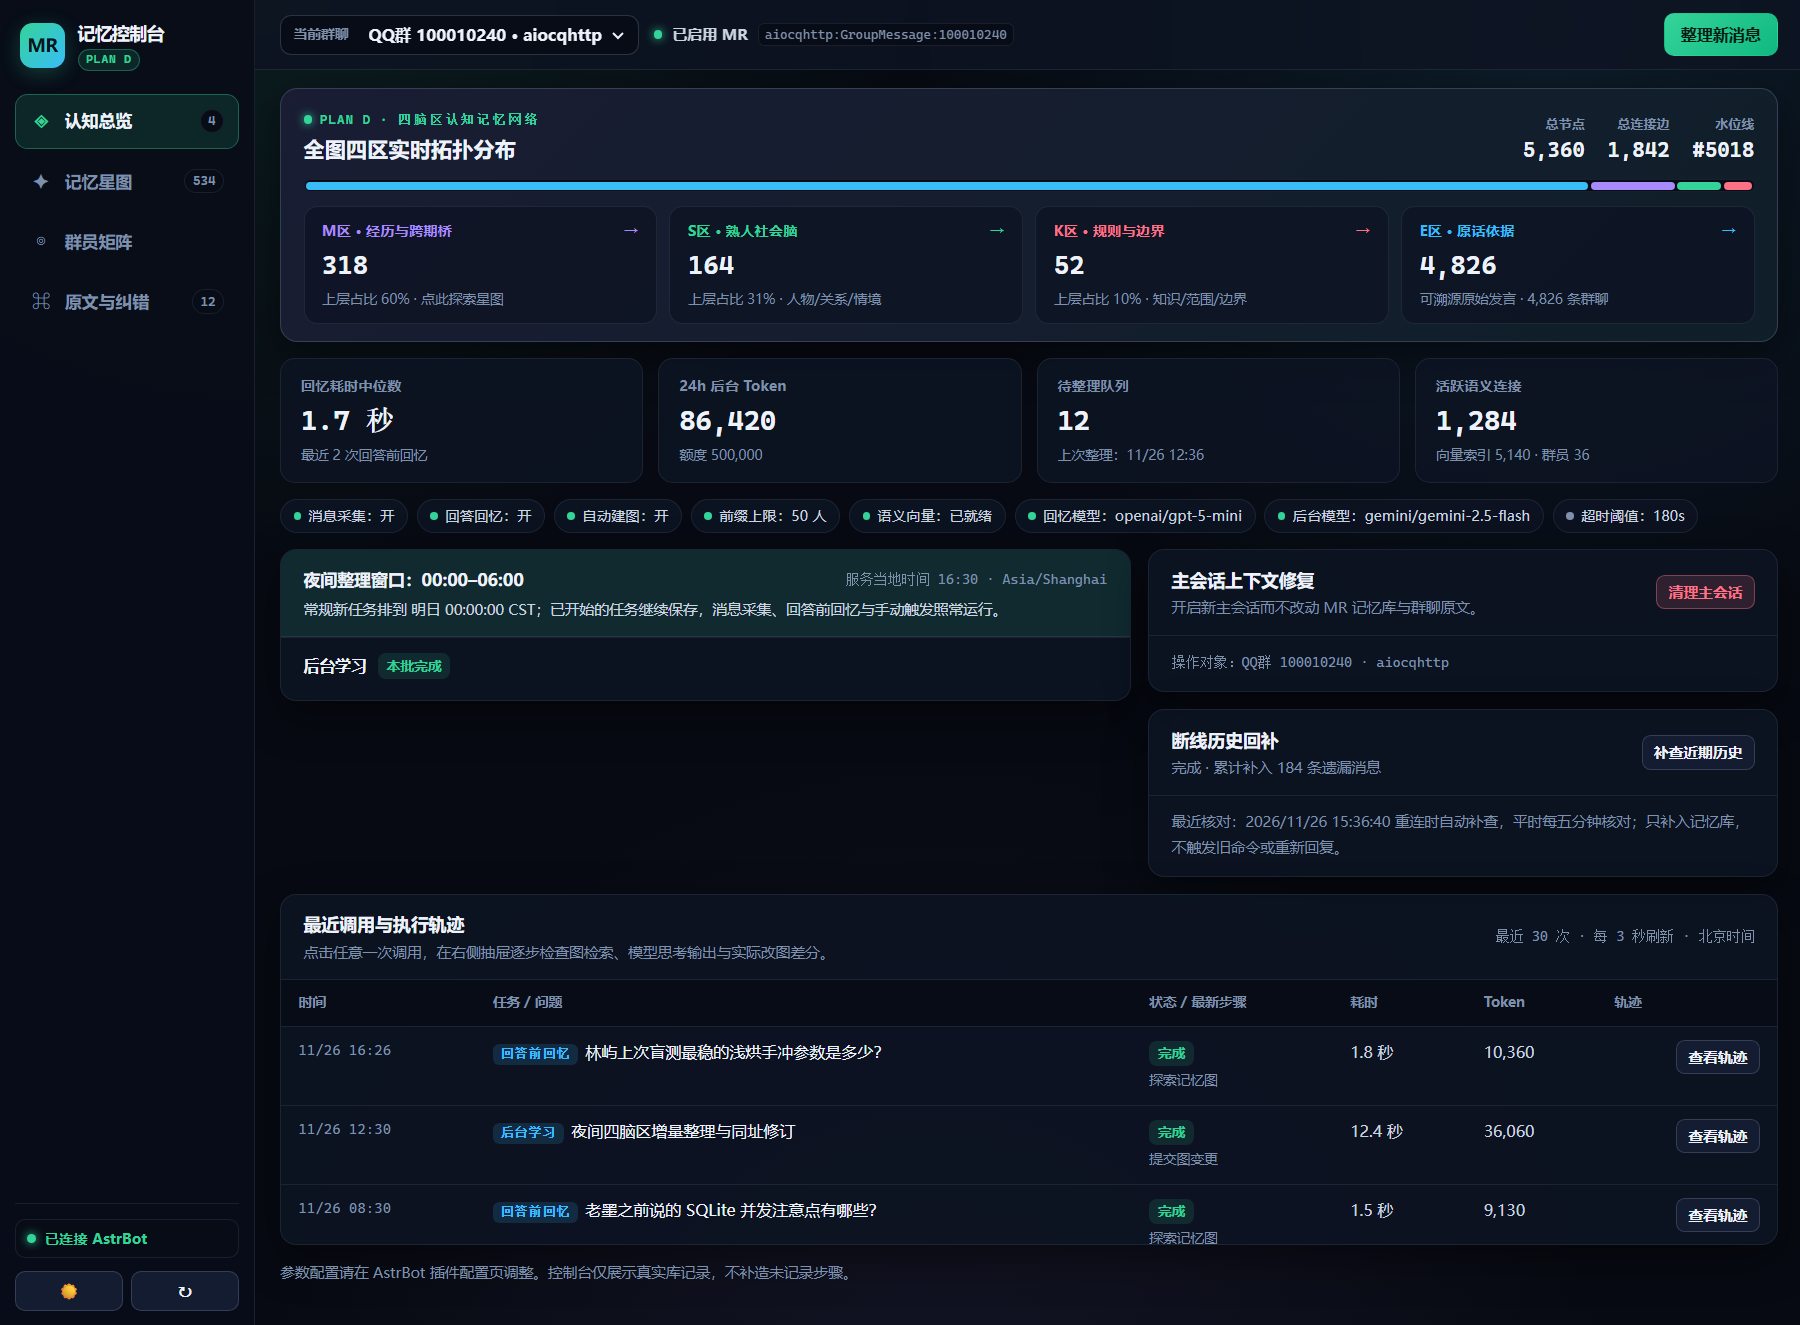 MR
记忆控制台
PLAN D
认知总览
4
记忆星图
534
群员矩阵
原文与纠错
12
已连接 AstrBot
当前群聊
QQ群 100010240 • aiocqhttp
已启用 MR
aiocqhttp:GroupMessage:100010240
整理新消息
PLAN D · 四脑区认知记忆网络
全图四区实时拓扑分布
总节点
5,360
总连接边
1,842
水位线
#5018
M区 • 经历与跨期桥 →
318
上层占比 60% · 点此探索星图
S区 • 熟人社会脑 →
164
上层占比 31% · 人物/关系/情境
K区 • 规则与边界 →
52
上层占比 10% · 知识/范围/边界
E区 • 原话依据 →
4,826
可溯源原始发言 · 4,826 条群聊
回忆耗时中位数
1.7 秒
最近 2 次回答前回忆
24h 后台 Token
86,420
额度 500,000
待整理队列
12
上次整理：11/26 12:36
活跃语义连接
1,284
向量索引 5,140 · 群员 36
消息采集：开
回答回忆：开
自动建图：开
前缀上限：50 人
语义向量：已就绪
回忆模型：openai/gpt-5-mini
后台模型：gemini/gemini-2.5-flash
超时阈值：180s
夜间整理窗口：00:00–06:00
服务当地时间 16:30 · Asia/Shanghai
常规新任务排到 明日 00:00:00 CST；已开始的任务继续保存，消息采集、回答前回忆与手动触发照常运行。
后台学习
本批完成
主会话上下文修复
开启新主会话而不改动 MR 记忆库与群聊原文。
清理主会话
操作对象：QQ群 100010240 · aiocqhttp
断线历史回补
完成 · 累计补入 184 条遗漏消息
补查近期历史
最近核对：2026/11/26 15:36:40 重连时自动补查，平时每五分钟核对；只补入记忆库，
不触发旧命令或重新回复。
最近调用与执行轨迹
点击任意一次调用，在右侧抽屉逐步检查图检索、模型思考输出与实际改图差分。
最近 30 次 · 每 3 秒刷新 · 北京时间
时间
任务 / 问题
状态 / 最新步骤
耗时
Token
轨迹
11/26 16:26
回答前回忆
林屿上次盲测最稳的浅烘手冲参数是多少？
完成
探索记忆图
1.8 秒
10,360
查看轨迹
11/26 12:30
后台学习
夜间四脑区增量整理与同址修订
完成
提交图变更
12.4 秒
36,060
查看轨迹
11/26 08:30
回答前回忆
老墨之前说的 SQLite 并发注意点有哪些？
完成
探索记忆图
1.5 秒
9,130
查看轨迹
参数配置请在 AstrBot 插件配置页调整。控制台仅展示真实库记录，不补造未记录步骤。